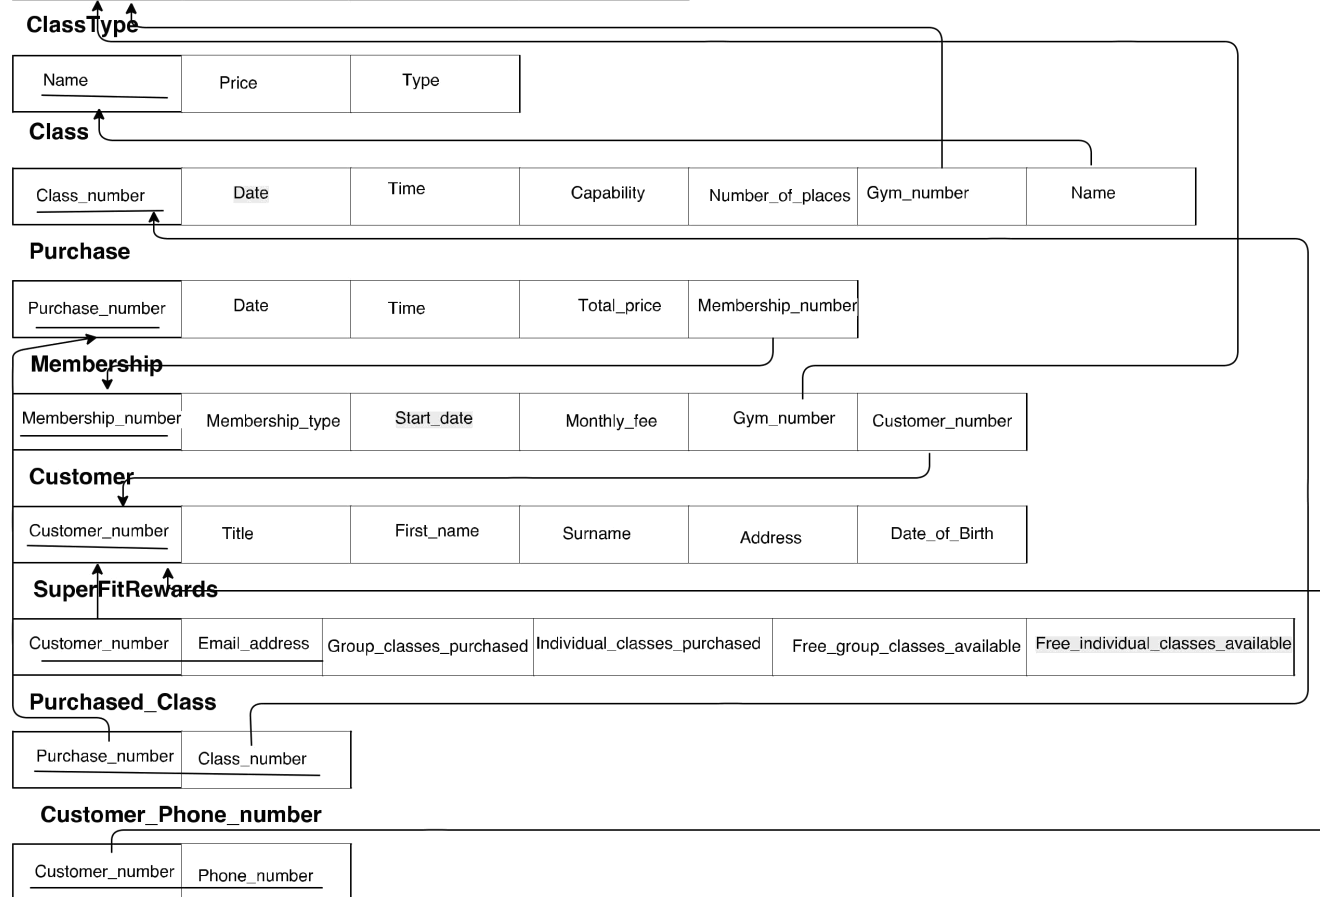 ClassType
Name Price Type
Class
Class_number Date Time Capability Number_of_places Gym_number Name
Purchase
Purchase_number Date Time Total_price Membership_number
Membership
Membership_number Membership_type Start_date Monthly_fee Gym_number Customer_number
Customer
Customer_number Title First_name Surname Address Date_of_Birth
SuperFitRewards
Customer_number Email_address Group_classes_purchased Individual_classes_purchased Free_group_classes_available Free_individual_classes_available
Purchased_Class
Purchase_number Class_number
Customer_Phone_number
Customer_number Phone_number